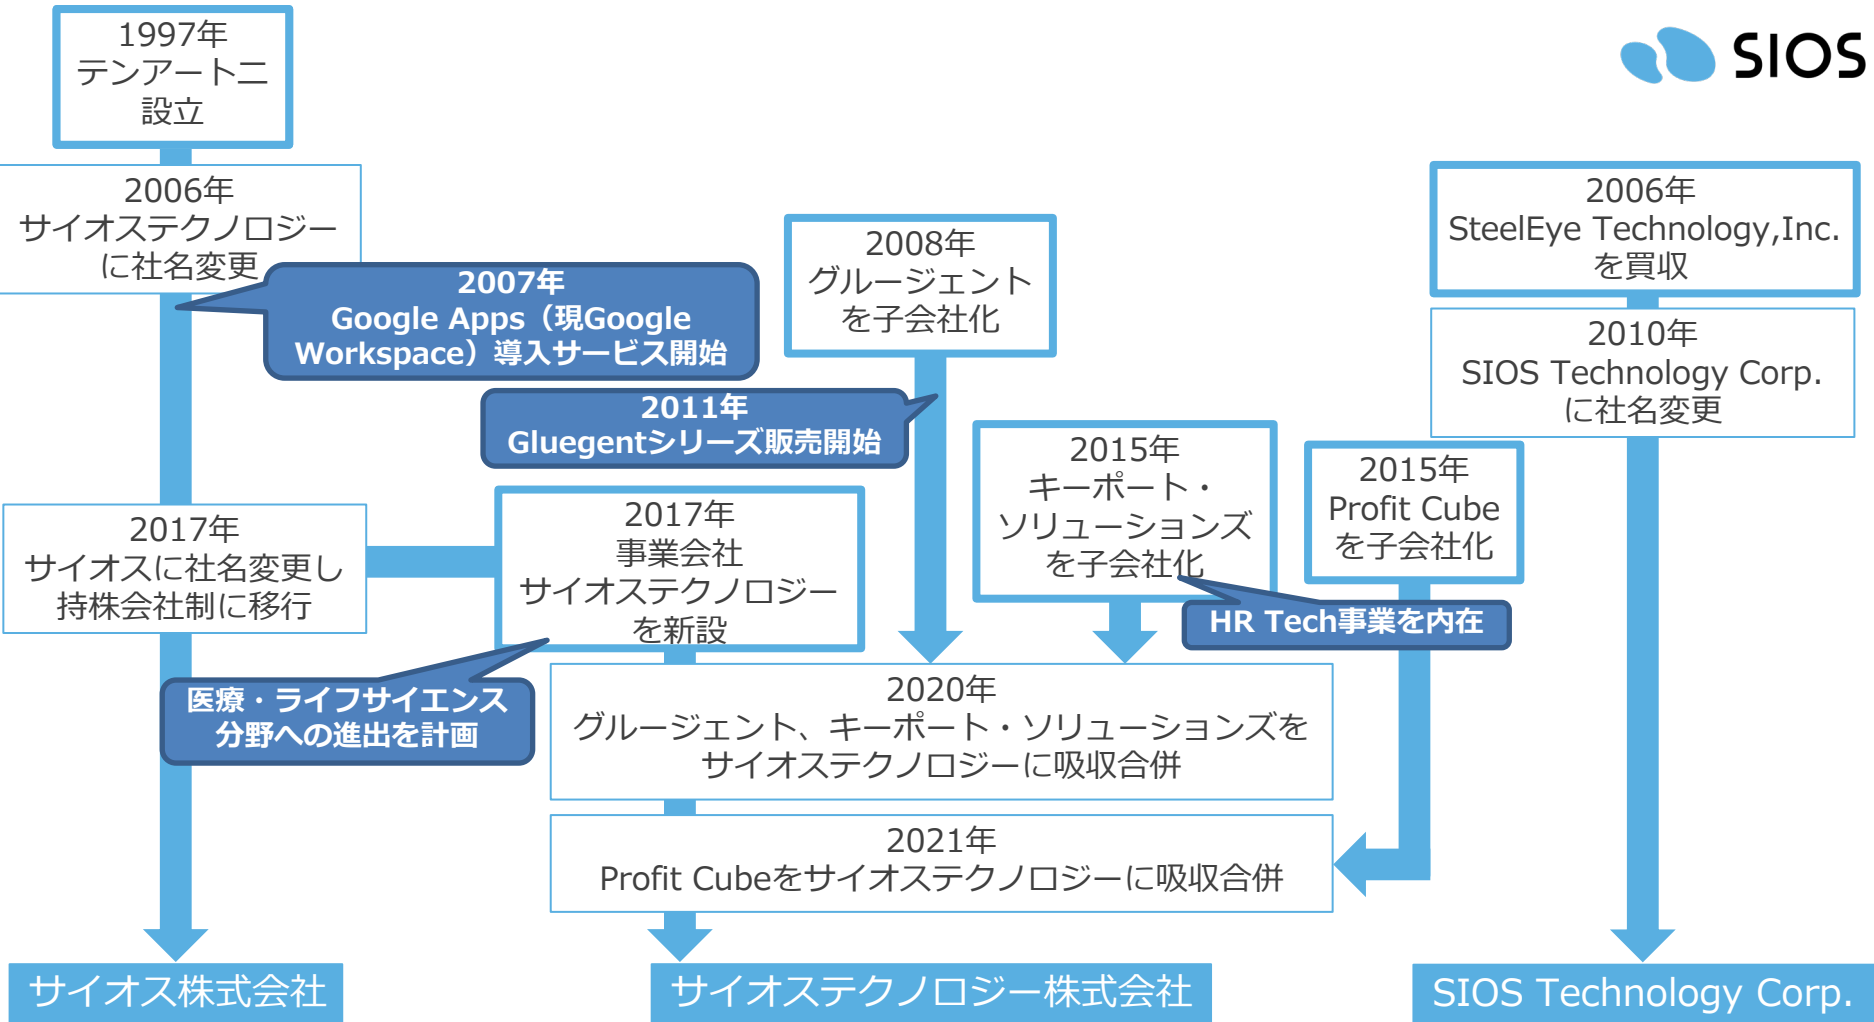 1997年
テンアートニ
設立
SIOS
2006年
サイオステクノロジー
に社名変更
2007年
Google Apps（現Google
Workspace）導入サービス開始
2008年
グルージェント
を子会社化
2006年
SteelEye Technology,Inc.
を買収
2010年
SIOS Technology Corp.
に社名変更
2011年
Gluegentシリーズ販売開始
2015年
キーポート・
ソリューションズ
を子会社化
2015年
Profit Cube
を子会社化
HR Tech事業を内在
2017年
サイオスに社名変更し
持株会社制に移行
2017年
事業会社
サイオステクノロジー
を新設
医療・ライフサイエンス
分野への進出を計画
2020年
グルージェント、キーポート・ソリューションズを
サイオステクノロジーに吸収合併
2021年
Profit Cubeをサイオステクノロジーに吸収合併
サイオス株式会社
サイオステクノロジー株式会社
SIOS Technology Corp.